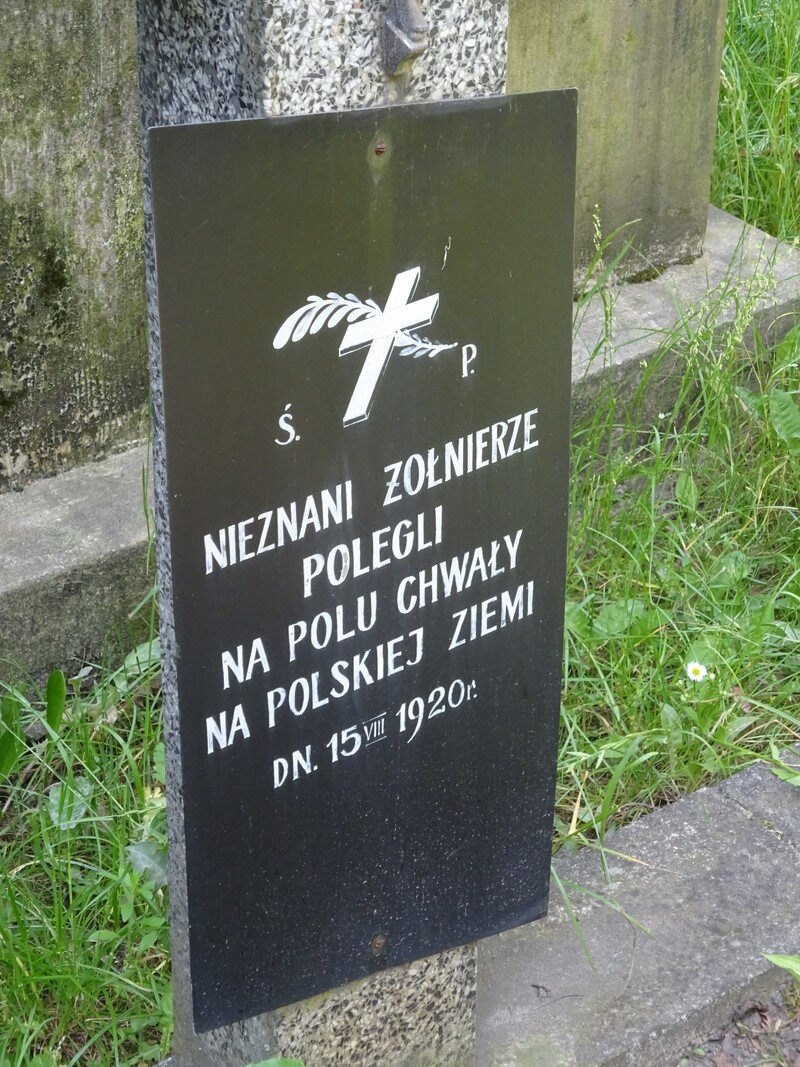 Ś. P.
NIEZNANI ŻOŁNIERZE
POLEGLI
NA POLU CHWAŁY
NA POLSKIEJ ZIEMI
DN. 15 VIII 1920r.